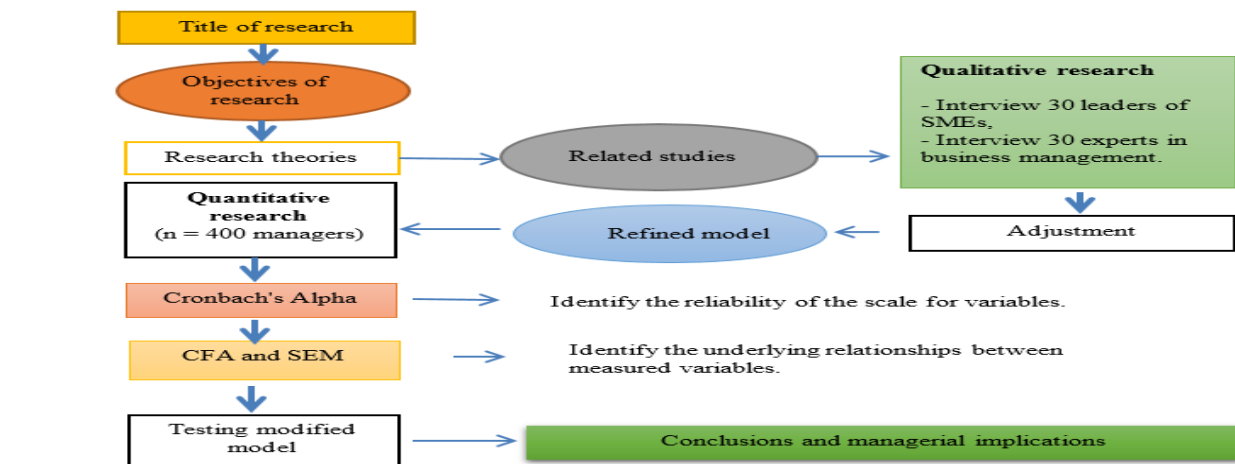 Title of research
Objectives of
research
Research theories
Related studies
Qualitative research
- Interview 30 leaders of
SMEs,
- Interview 30 experts in
business management.
Adjustment
Refined model
Quantitative
research
(n = 400 managers)
Cronbach's Alpha
Identify the reliability of the scale for variables.
CFA and SEM
Identify the underlying relationships between
measured variables.
Testing modified
model
Conclusions and managerial implications